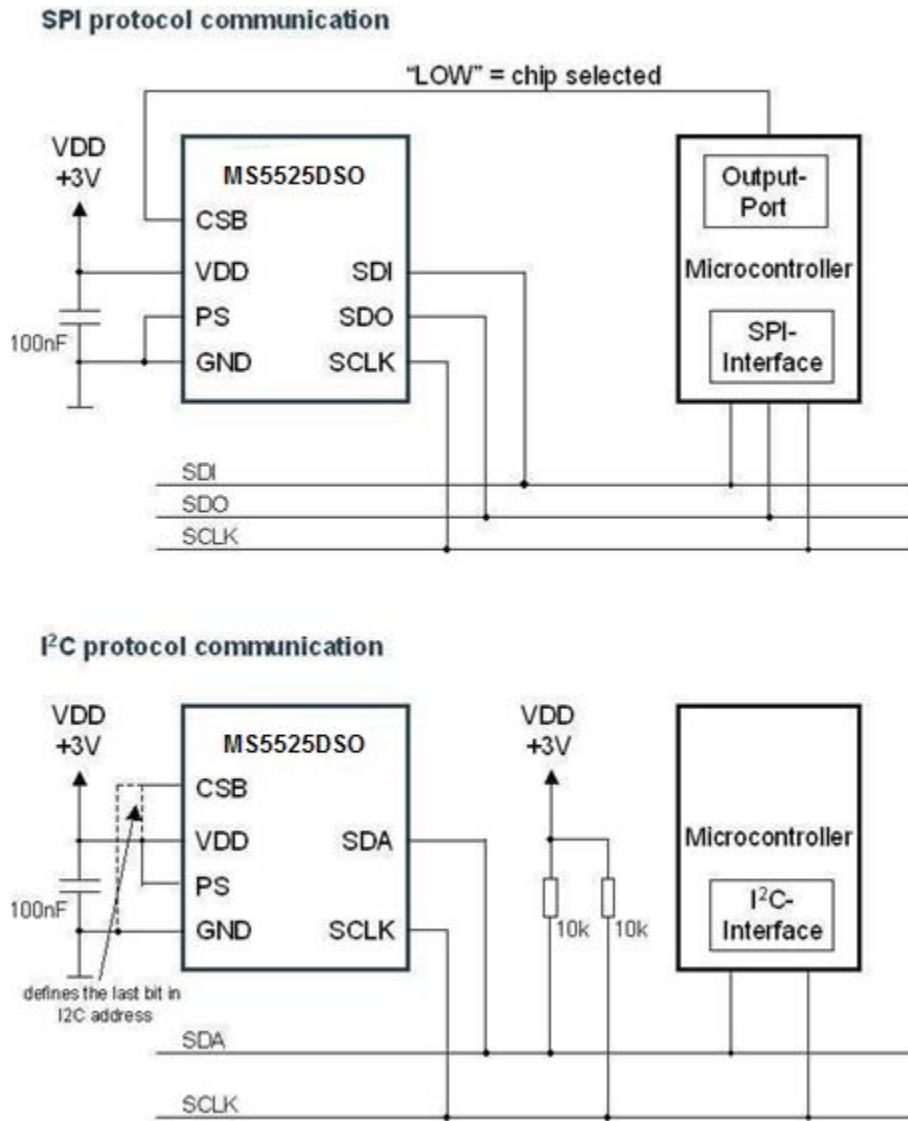 SPI protocol communication
“LOW” = chip selected
VDD
+3V
MS5525DSO
CSB
VDD
PS
GND
SDI
SDO
SCLK
100nF
Output-
Port
Microcontroller
SPI-
Interface
SDI
SDO
SCLK
I²C protocol communication
VDD
+3V
MS5525DSO
CSB
VDD
PS
GND
SDA
SCLK
100nF
defines the last bit in
I2C address
VDD
+3V
10k
10k
Microcontroller
I²C-
Interface
SDA
SCLK